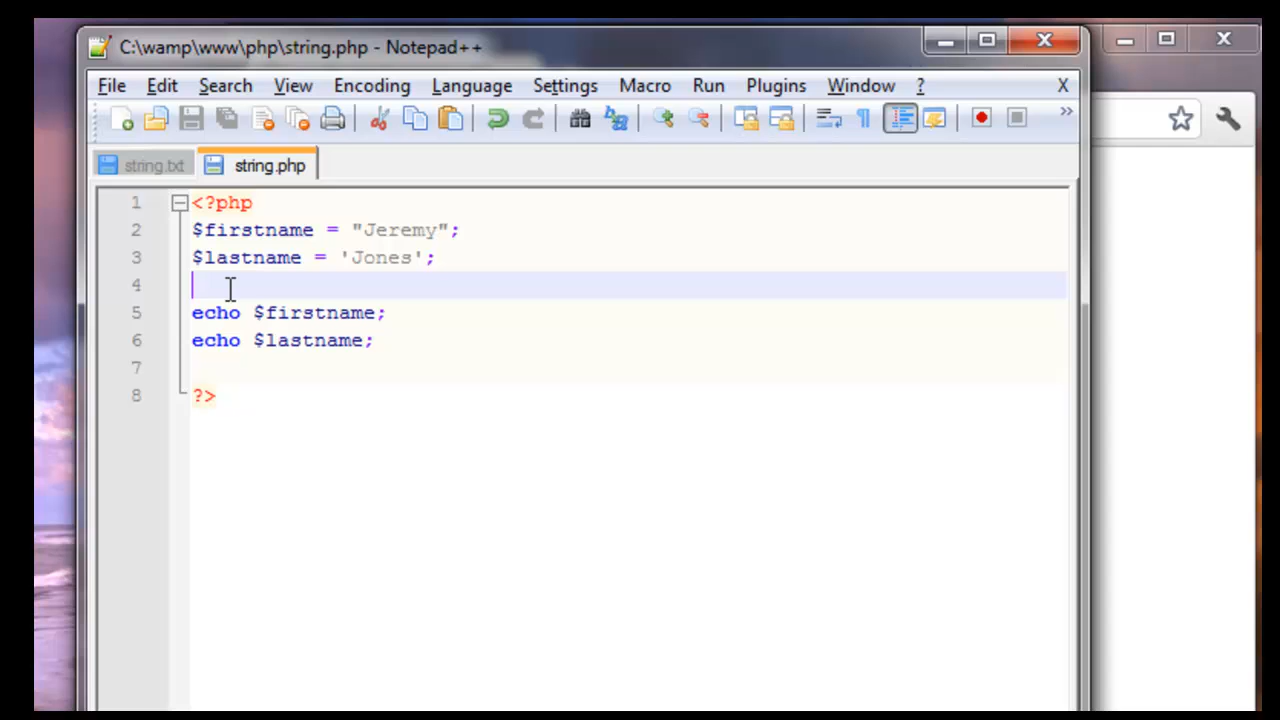 C:\wamp\www\php\string.php - Notepad++
File Edit Search View Encoding Language Settings Macro Run Plugins Window ? X
string.txt string.php
1 <?php
2 $firstname = "Jeremy";
3 $lastname = 'Jones';
4
5 echo $firstname;
6 echo $lastname;
7
8 ?>